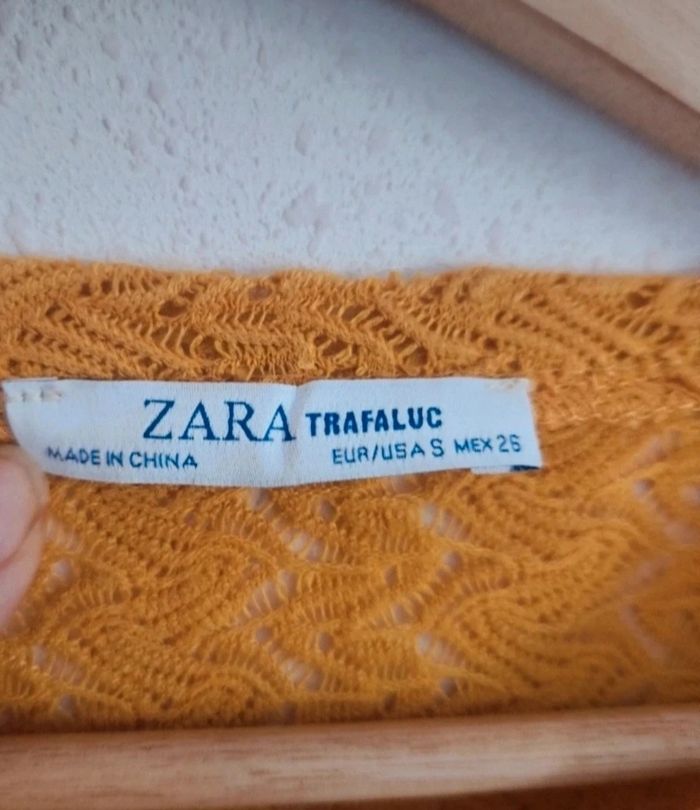 ZARA TRAFALUC
MADE IN CHINA EUR/USA S MEX 26